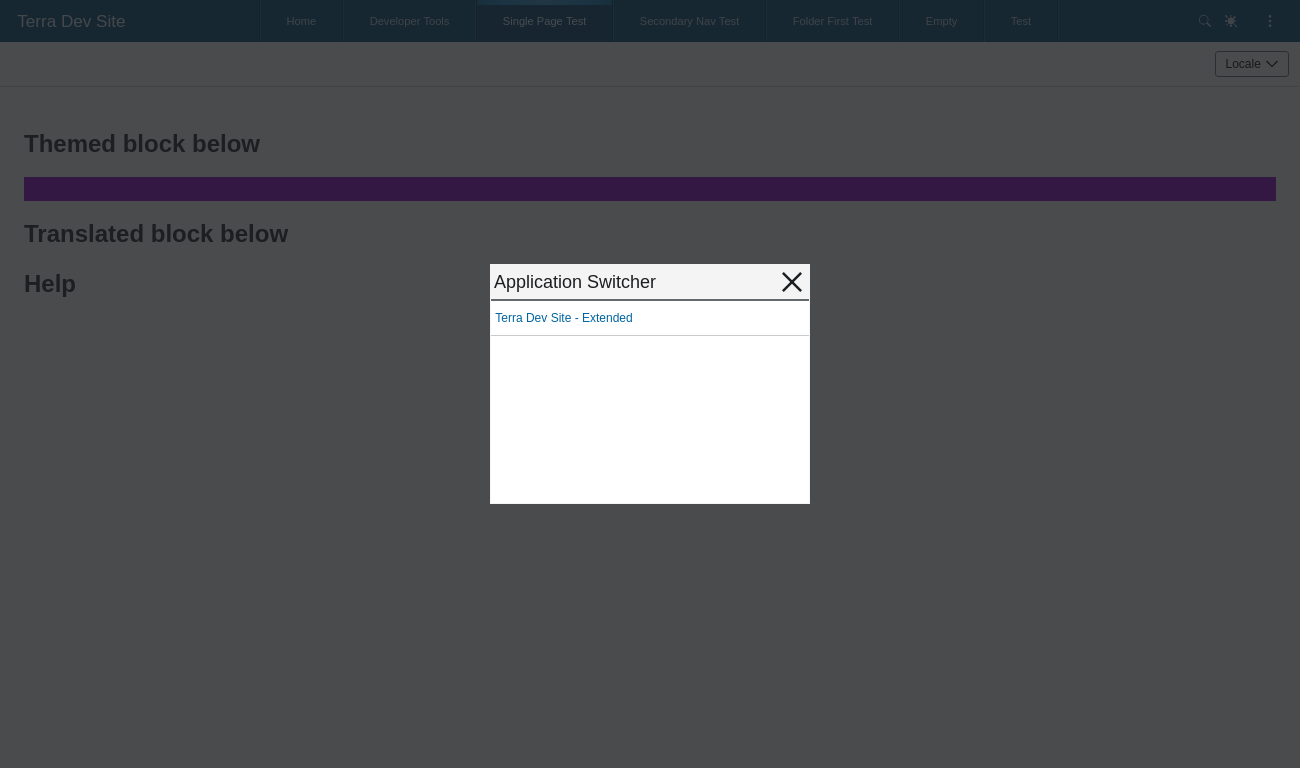 Terra Dev Site
Home
Developer Tools
Single Page Test
Secondary Nav Test
Folder First Test
Empty
Test
Locale
Themed block below
Translated block below
Help
Application Switcher
Terra Dev Site - Extended